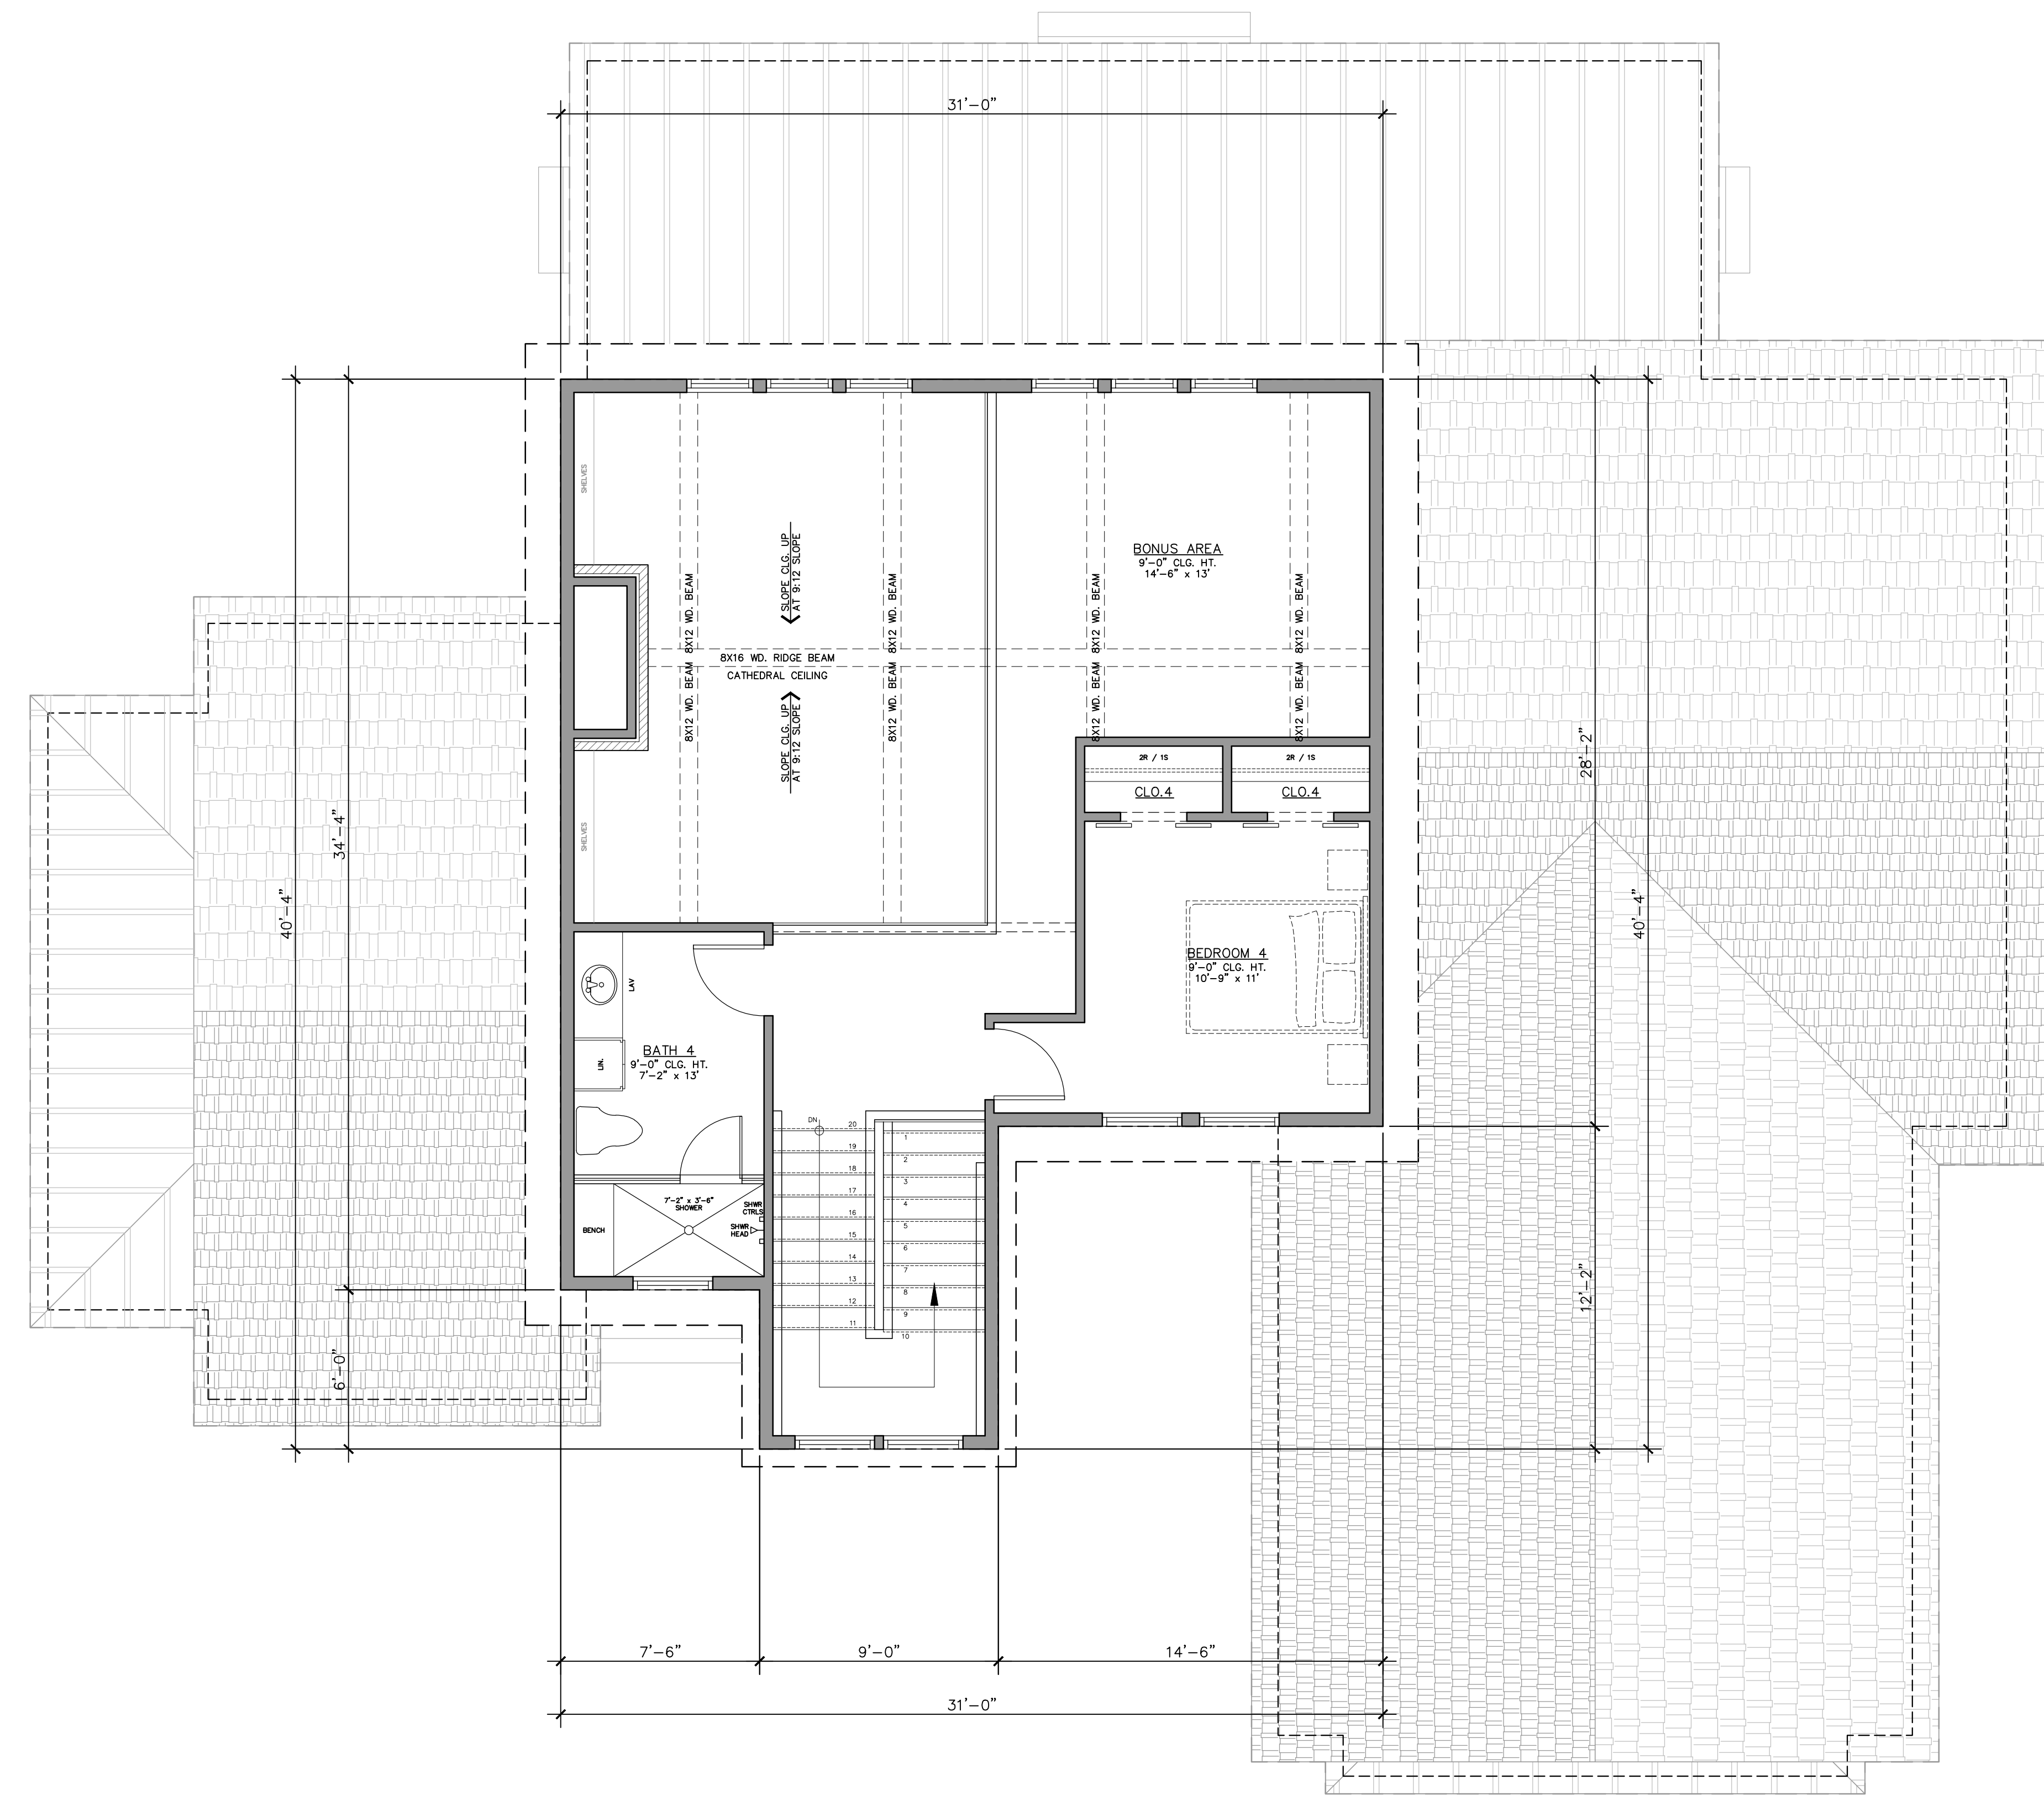 31'-0"
SHELVES
SLOPE CLG. UP
AT 9:12 SLOPE
8X12 WD. BEAM
8X12 WD. BEAM
8X12 WD. BEAM
8X12 WD. BEAM
BONUS AREA
9'-0" CLG. HT.
14'-6" x 13'
8X16 WD. RIDGE BEAM
CATHEDRAL CEILING
8X12 WD. BEAM
SLOPE CLG. UP
AT 9:12 SLOPE
8X12 WD. BEAM
8X12 WD. BEAM
8X12 WD. BEAM
28'-2"
2R / 1S
2R / 1S
CLO.4
CLO.4
34'-4"
SHELVES
40'-4"
40'-4"
LAV
BEDROOM 4
9'-0" CLG. HT.
10'-9" x 11'
LIN.
BATH 4
9'-0" CLG. HT.
7'-2" x 13'
DN
20
19
18
17
16
15
14
13
12
11
1
2
3
4
5
6
7
8
9
10
7'-2" x 3'-6"
SHOWER
SHWR
CTRLS
SHWR
HEAD
BENCH
12'-2"
6'-0"
7'-6"
9'-0"
14'-6"
31'-0"